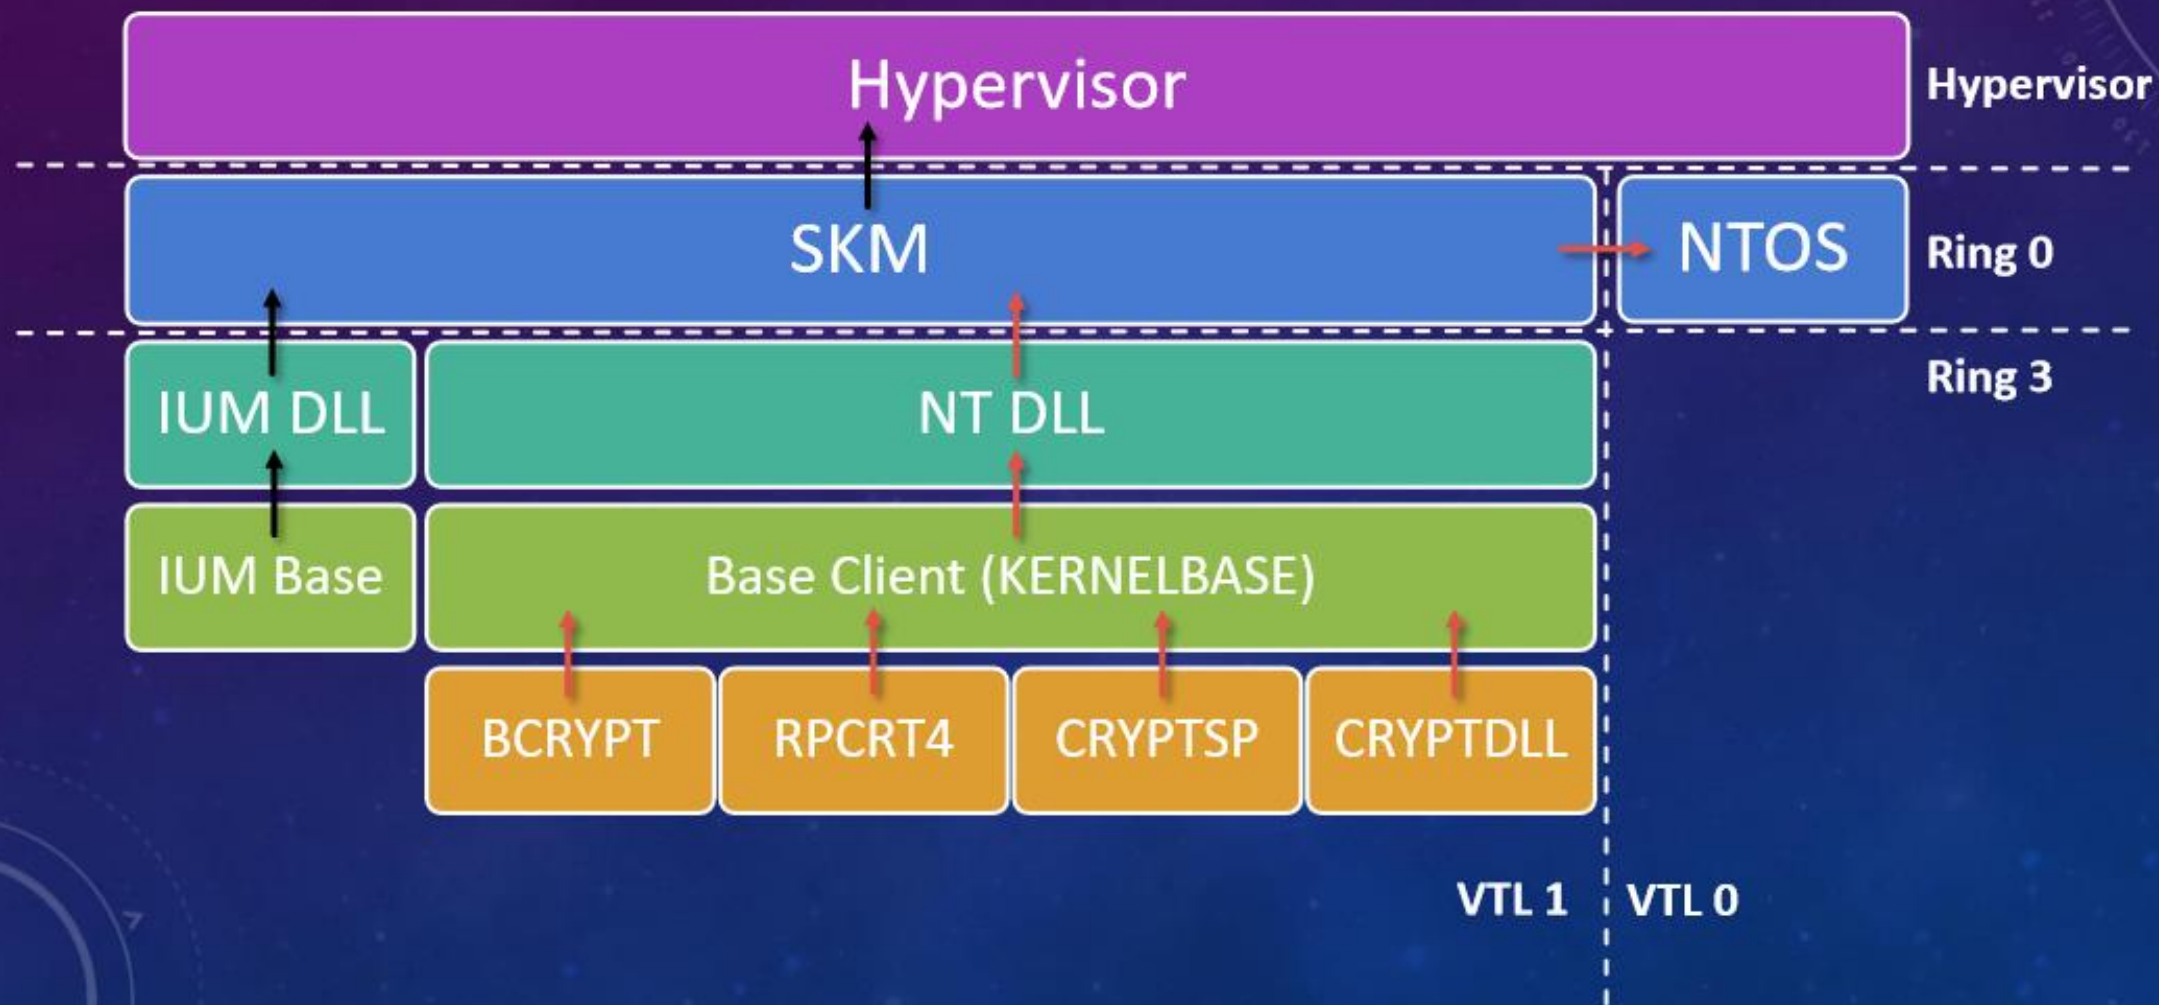 Hypervisor
Hypervisor
SKM
NTOS
Ring 0
Ring 3
IUM DLL
NT DLL
IUM Base
Base Client (KERNELBASE)
BCRYPT
RPCRT4
CRYPTSP
CRYPTDLL
VTL 1
VTL 0